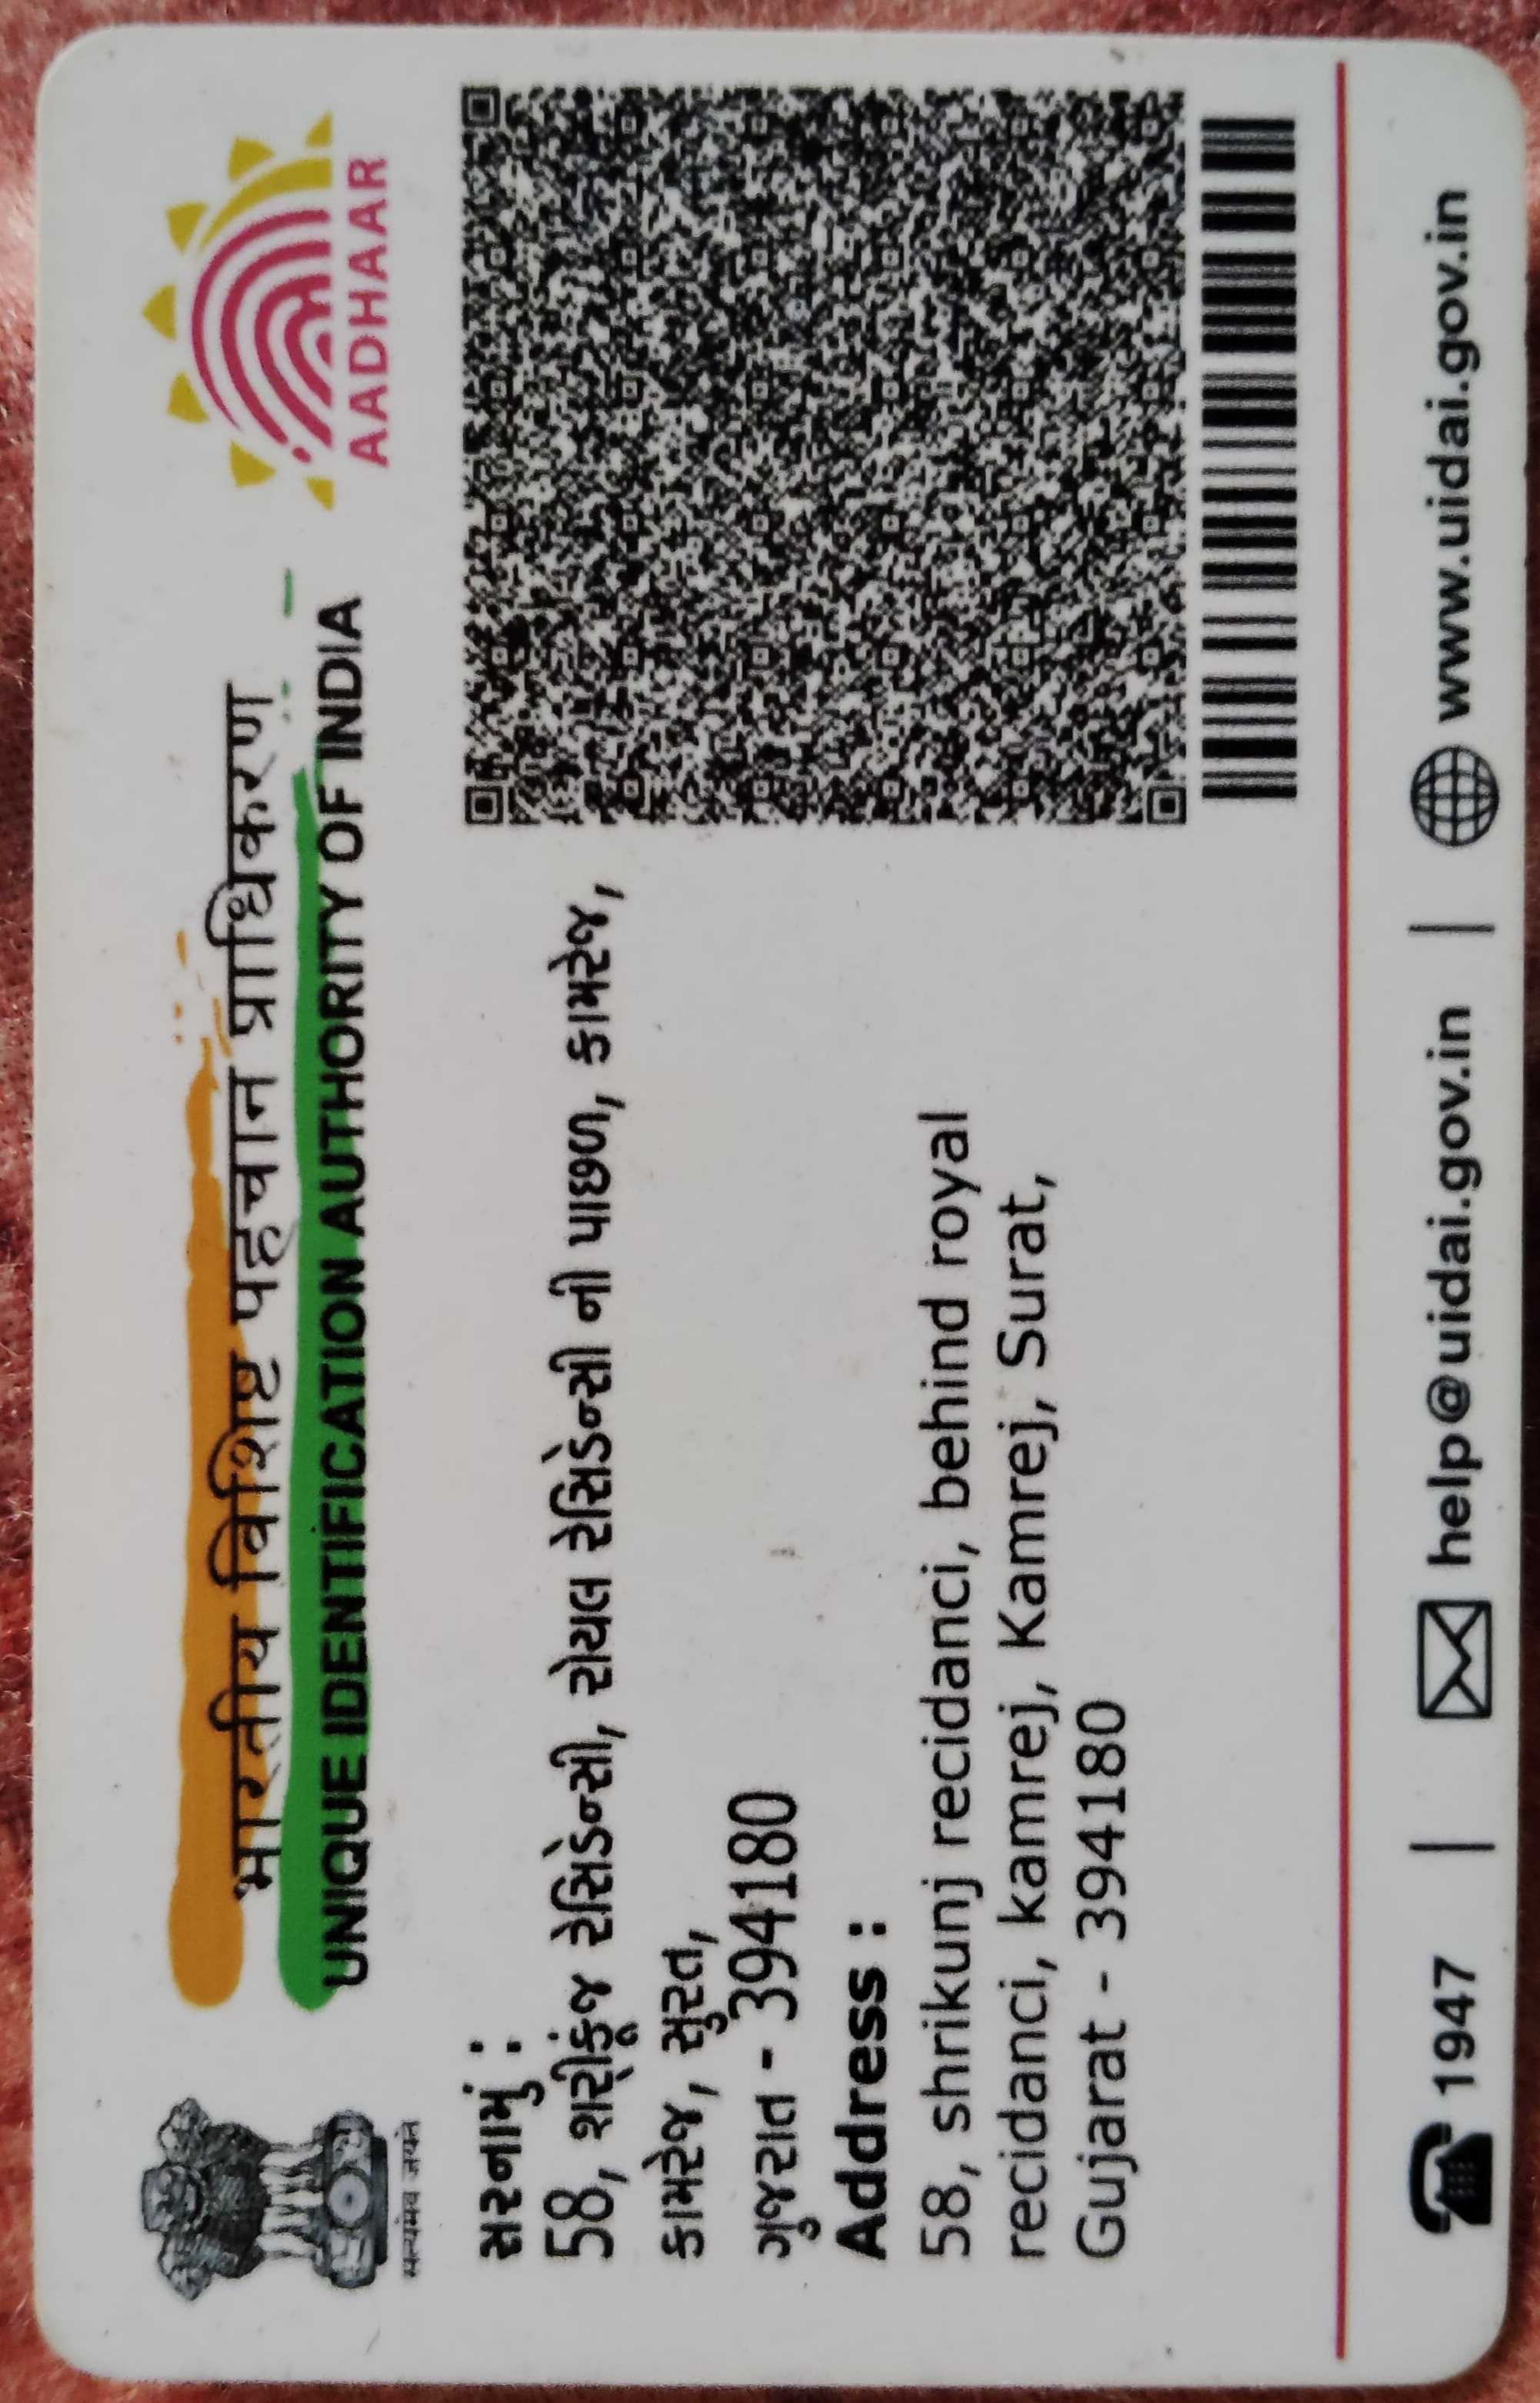 भारतीय विशिष्ट पहचान प्राधिकरण
UNIQUE IDENTIFICATION AUTHORITY OF INDIA
AADHAAR
सत्यमेव जयते
સરનામું :
58, શરીકુંજ રેસિડેન્સી, રોયલ રેસિડેન્સી ની પાછળ, કામરેજ,
કામરેજ, સુરત,
ગુજરાત - 394180
Address :
58, shrikunj recidanci, behind royal
recidanci, kamrej, Kamrej, Surat,
Gujarat - 394180
1947 | help@uidai.gov.in | www.uidai.gov.in